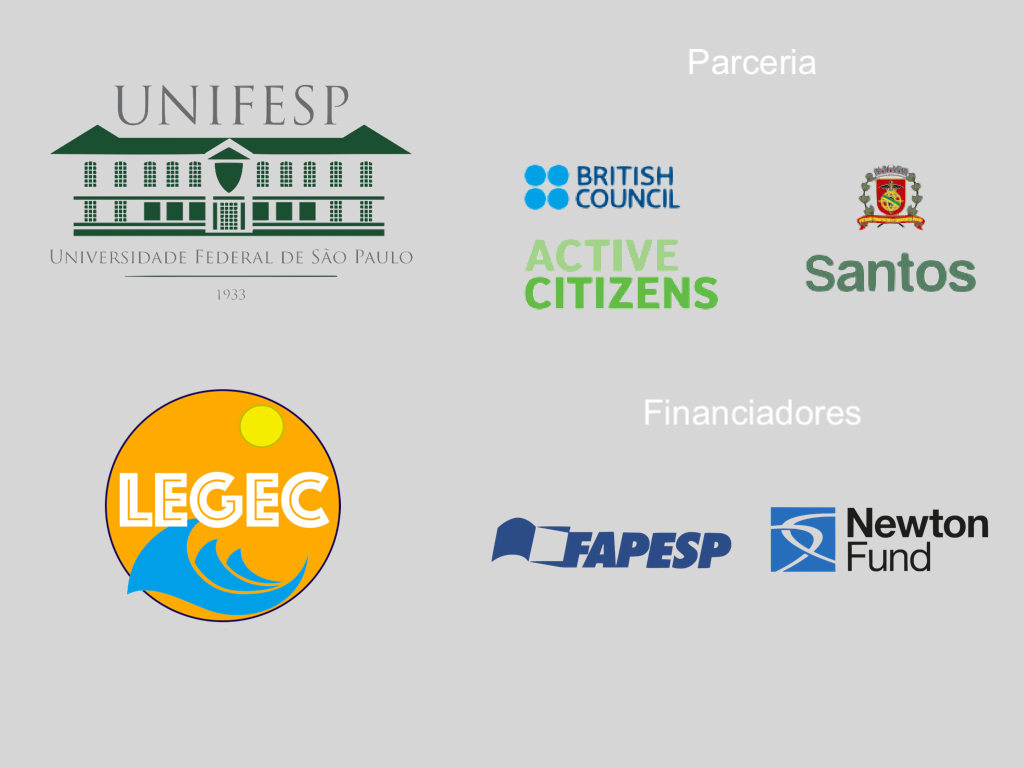 UNIFESP
Universidade Federal de São Paulo
1933
LEGEC
Parceria
BRITISH
COUNCIL
ACTIVE
CITIZENS
Santos
Financiadores
FAPESP
Newton
Fund